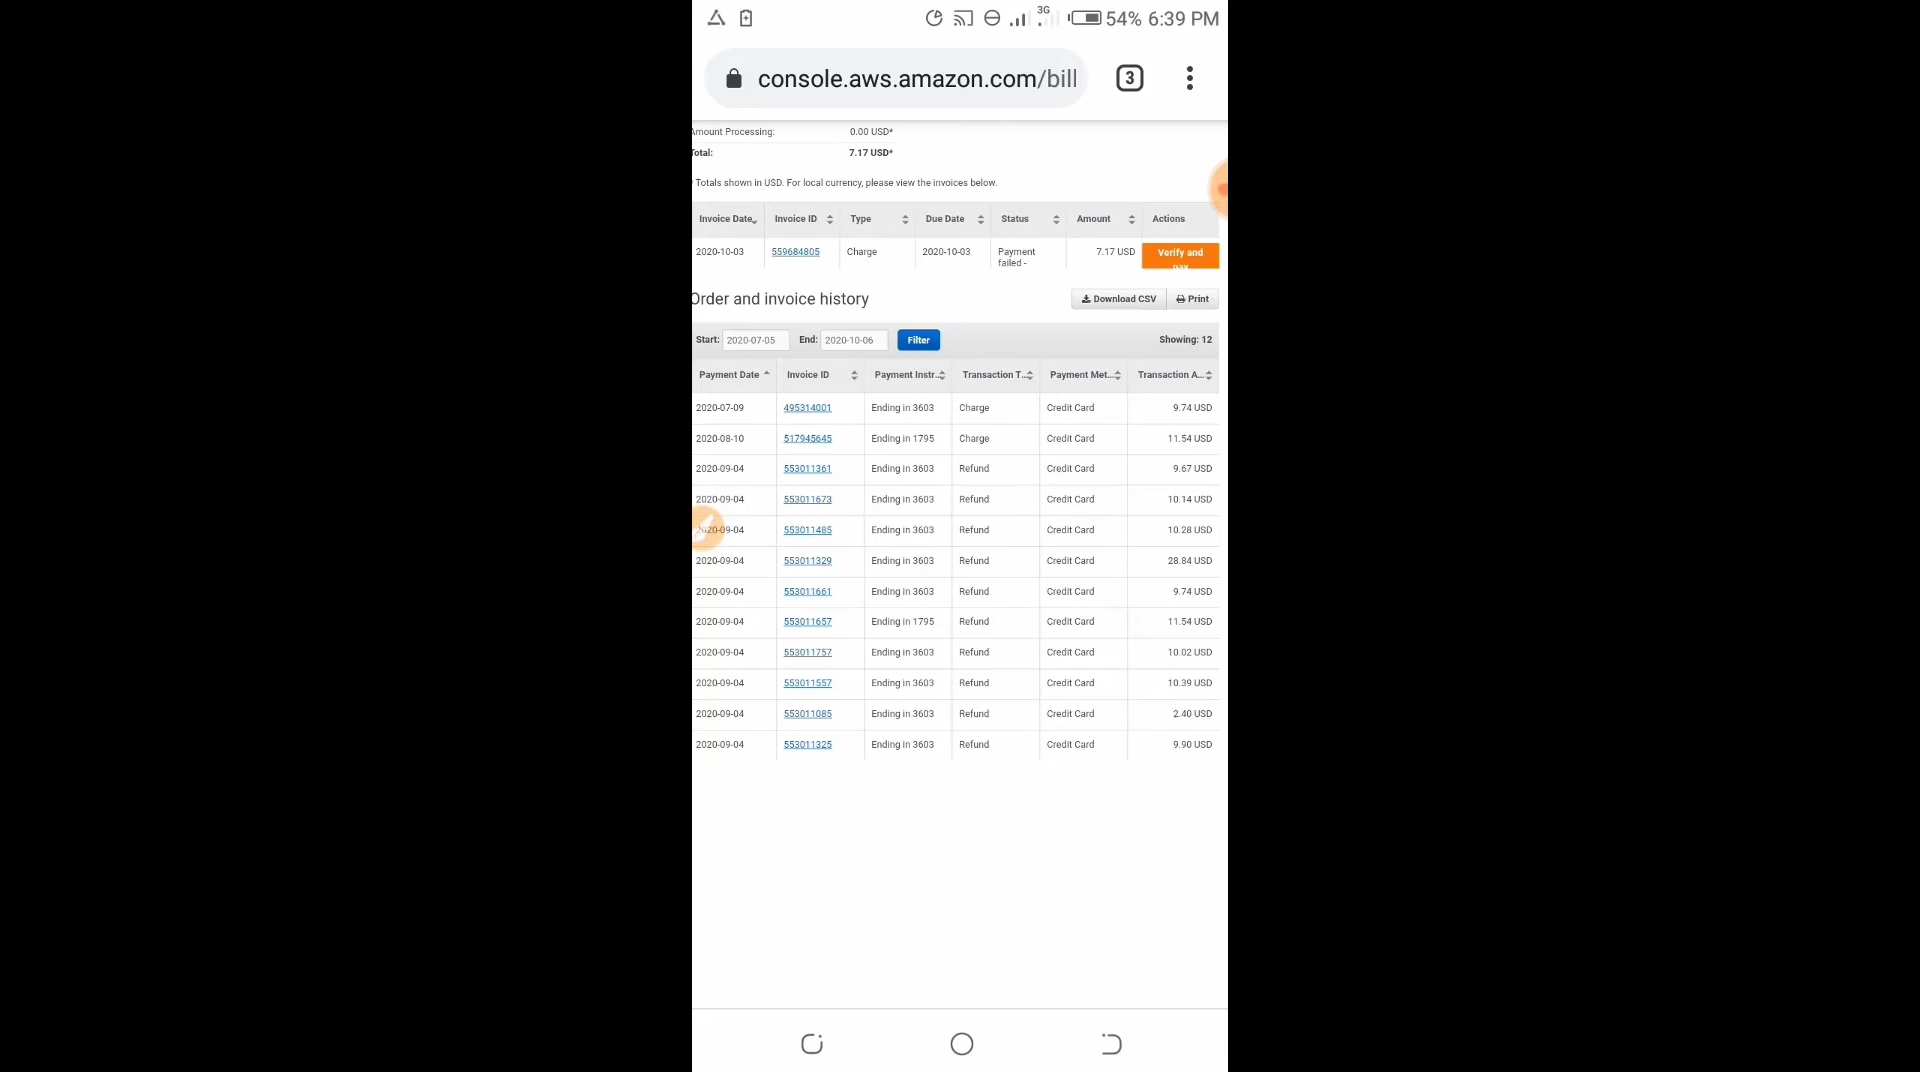 3G
54% 6:39 PM
console.aws.amazon.com/bill
3
Amount Processing: 0.00 USD*
Total: 7.17 USD*
* Totals shown in USD. For local currency, please view the invoices below.
Invoice Date Invoice ID Type Due Date Status Amount Actions
2020-10-03 559684805 Charge 2020-10-03 Payment failed - 7.17 USD Verify and pay
Order and invoice history Download CSV Print
Start: 2020-07-05 End: 2020-10-06 Filter Showing: 12
Payment Date Invoice ID Payment Instr... Transaction T... Payment Met... Transaction A...
2020-07-09 495314001 Ending in 3603 Charge Credit Card 9.74 USD
2020-08-10 517945645 Ending in 1795 Charge Credit Card 11.54 USD
2020-09-04 553011361 Ending in 3603 Refund Credit Card 9.67 USD
2020-09-04 553011673 Ending in 3603 Refund Credit Card 10.14 USD
2020-09-04 553011485 Ending in 3603 Refund Credit Card 10.28 USD
2020-09-04 553011329 Ending in 3603 Refund Credit Card 28.84 USD
2020-09-04 553011661 Ending in 3603 Refund Credit Card 9.74 USD
2020-09-04 553011657 Ending in 1795 Refund Credit Card 11.54 USD
2020-09-04 553011757 Ending in 3603 Refund Credit Card 10.02 USD
2020-09-04 553011557 Ending in 3603 Refund Credit Card 10.39 USD
2020-09-04 553011085 Ending in 3603 Refund Credit Card 2.40 USD
2020-09-04 553011325 Ending in 3603 Refund Credit Card 9.90 USD